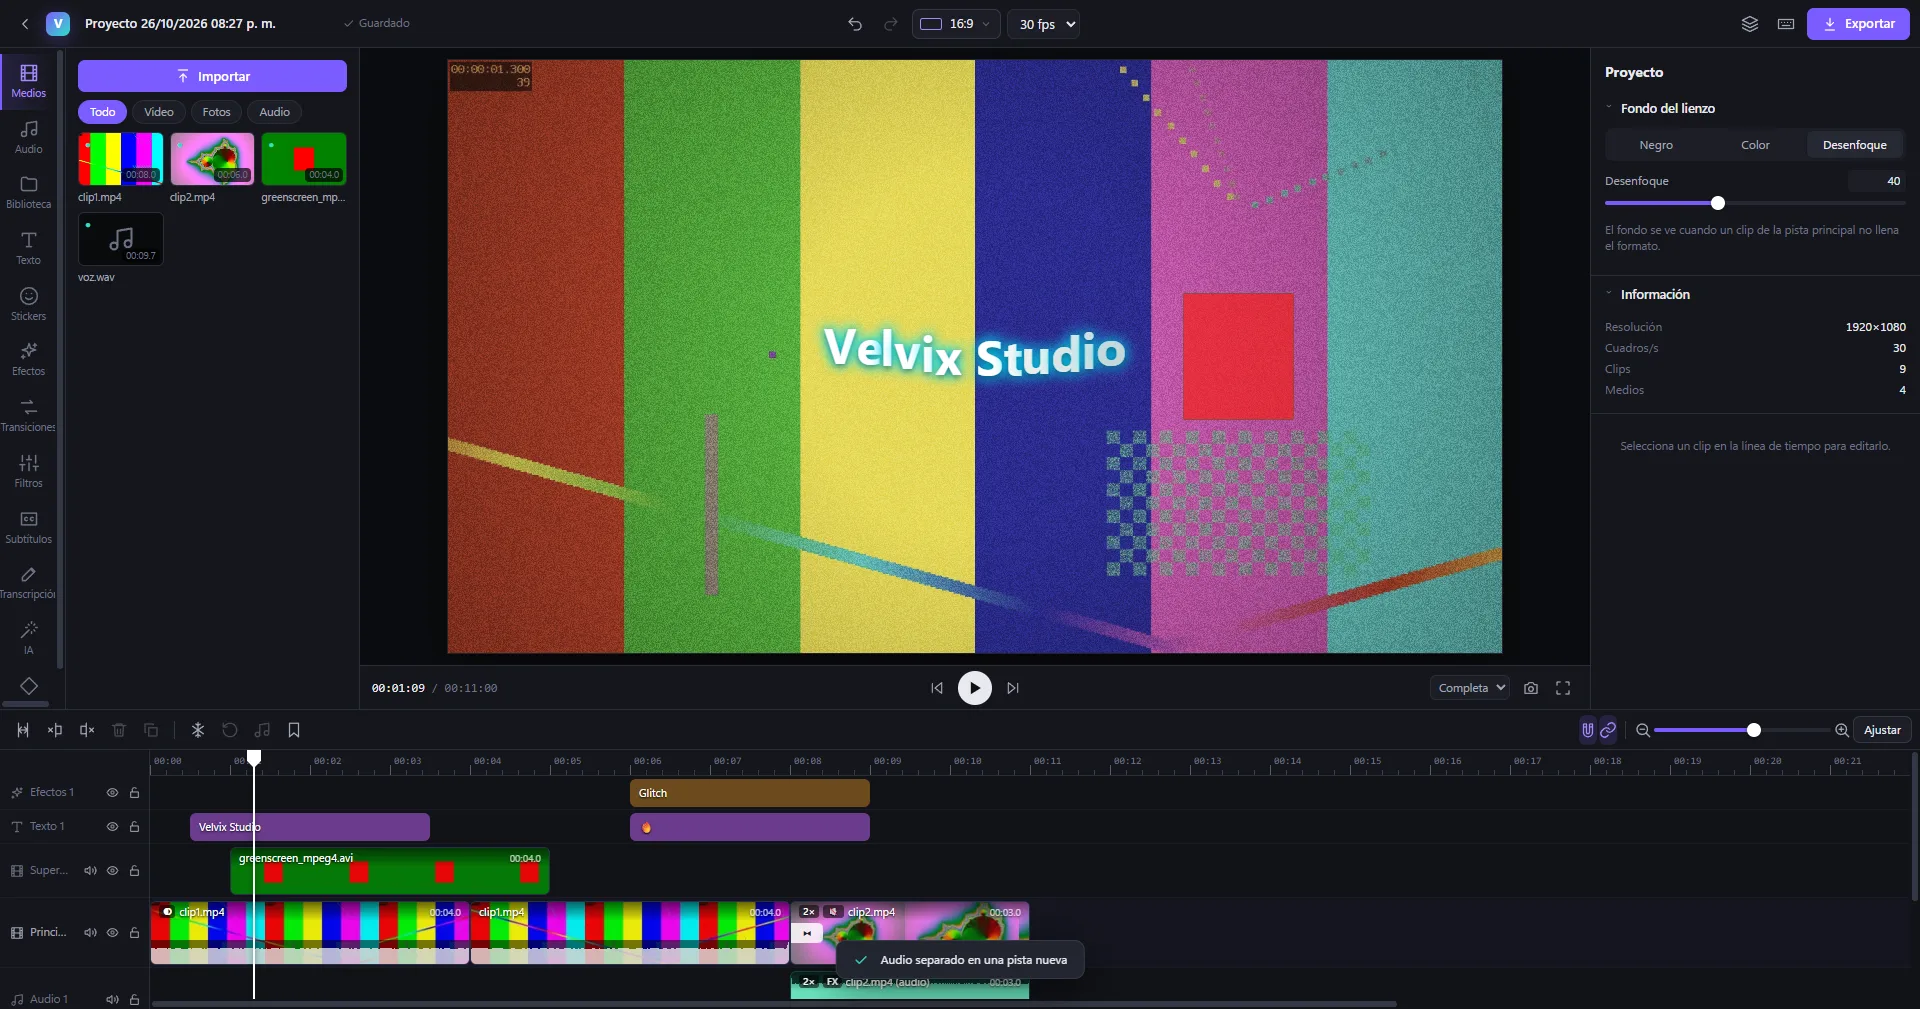 V Proyecto 26/10/2026 08:27 p. m. Guardado 16:9 30 fps Exportar
Medios
Audio
Biblioteca
Texto
Stickers
Efectos
Transiciones
Filtros
Subtítulos
Transcripción
IA
Importar
Todo Video Fotos Audio
00:08.0 00:06.0 00:04.0
clip1.mp4 clip2.mp4 greenscreen_mp...
00:09.7
voz.wav
00:00:01.300
39
Velvix Studio
00:01:09 / 00:11:00 Completa
Proyecto
Fondo del lienzo
Negro Color Desenfoque
Desenfoque 40
El fondo se ve cuando un clip de la pista principal no llena
el formato.
Información
Resolución 1920×1080
Cuadros/s 30
Clips 9
Medios 4
Selecciona un clip en la línea de tiempo para editarlo.
Ajustar
00:00 00:02 00:03 00:04 00:05 00:06 00:07 00:08 00:09 00:10 00:11 00:12 00:13 00:14 00:15 00:16 00:17 00:18 00:19 00:20 00:21
Efectos 1 Glitch
Texto 1 Velvix Studio
Super... greenscreen_mpeg4.avi 00:04.0
Princi... clip1.mp4 00:04.0 clip1.mp4 00:04.0 2× clip2.mp4 00:03.0
Audio separado en una pista nueva
Audio 1 2× FX clip2.mp4 (audio) 00:03.0